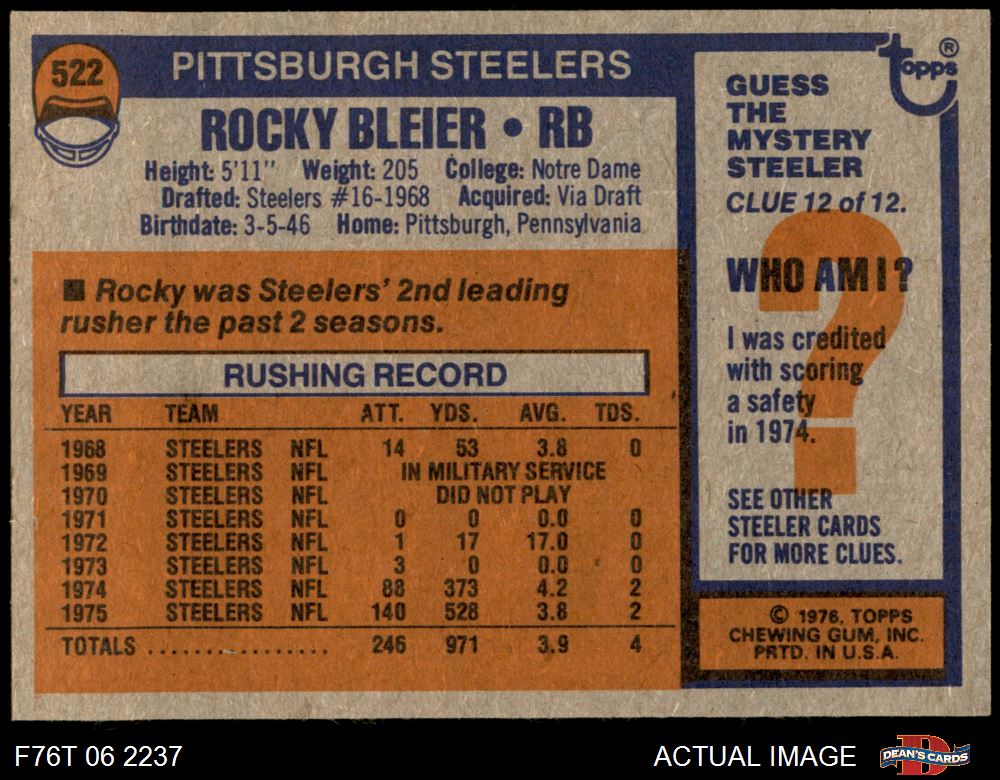 522
PITTSBURGH STEELERS
ROCKY BLEIER • RB
Height: 5'11" Weight: 205 College: Notre Dame
Drafted: Steelers #16-1968 Acquired: Via Draft
Birthdate: 3-5-46 Home: Pittsburgh, Pennsylvania
■ Rocky was Steelers' 2nd leading
rusher the past 2 seasons.
RUSHING RECORD
YEAR TEAM ATT. YDS. AVG. TDS.
1968 STEELERS NFL 14 53 3.8 0
1969 STEELERS NFL IN MILITARY SERVICE
1970 STEELERS NFL DID NOT PLAY
1971 STEELERS NFL 0 0 0.0 0
1972 STEELERS NFL 1 17 17.0 0
1973 STEELERS NFL 3 0 0.0 0
1974 STEELERS NFL 88 373 4.2 2
1975 STEELERS NFL 140 528 3.8 2
TOTALS ................ 246 971 3.9 4
Topps ®
GUESS
THE
MYSTERY
STEELER
CLUE 12 of 12.
?
WHO AM I?
I was credited
with scoring
a safety
in 1974.
SEE OTHER
STEELER CARDS
FOR MORE CLUES.
© 1976, TOPPS
CHEWING GUM, INC.
PRTD. IN U.S.A.
F76T 06 2237
ACTUAL IMAGE
D
DEAN'S CARDS